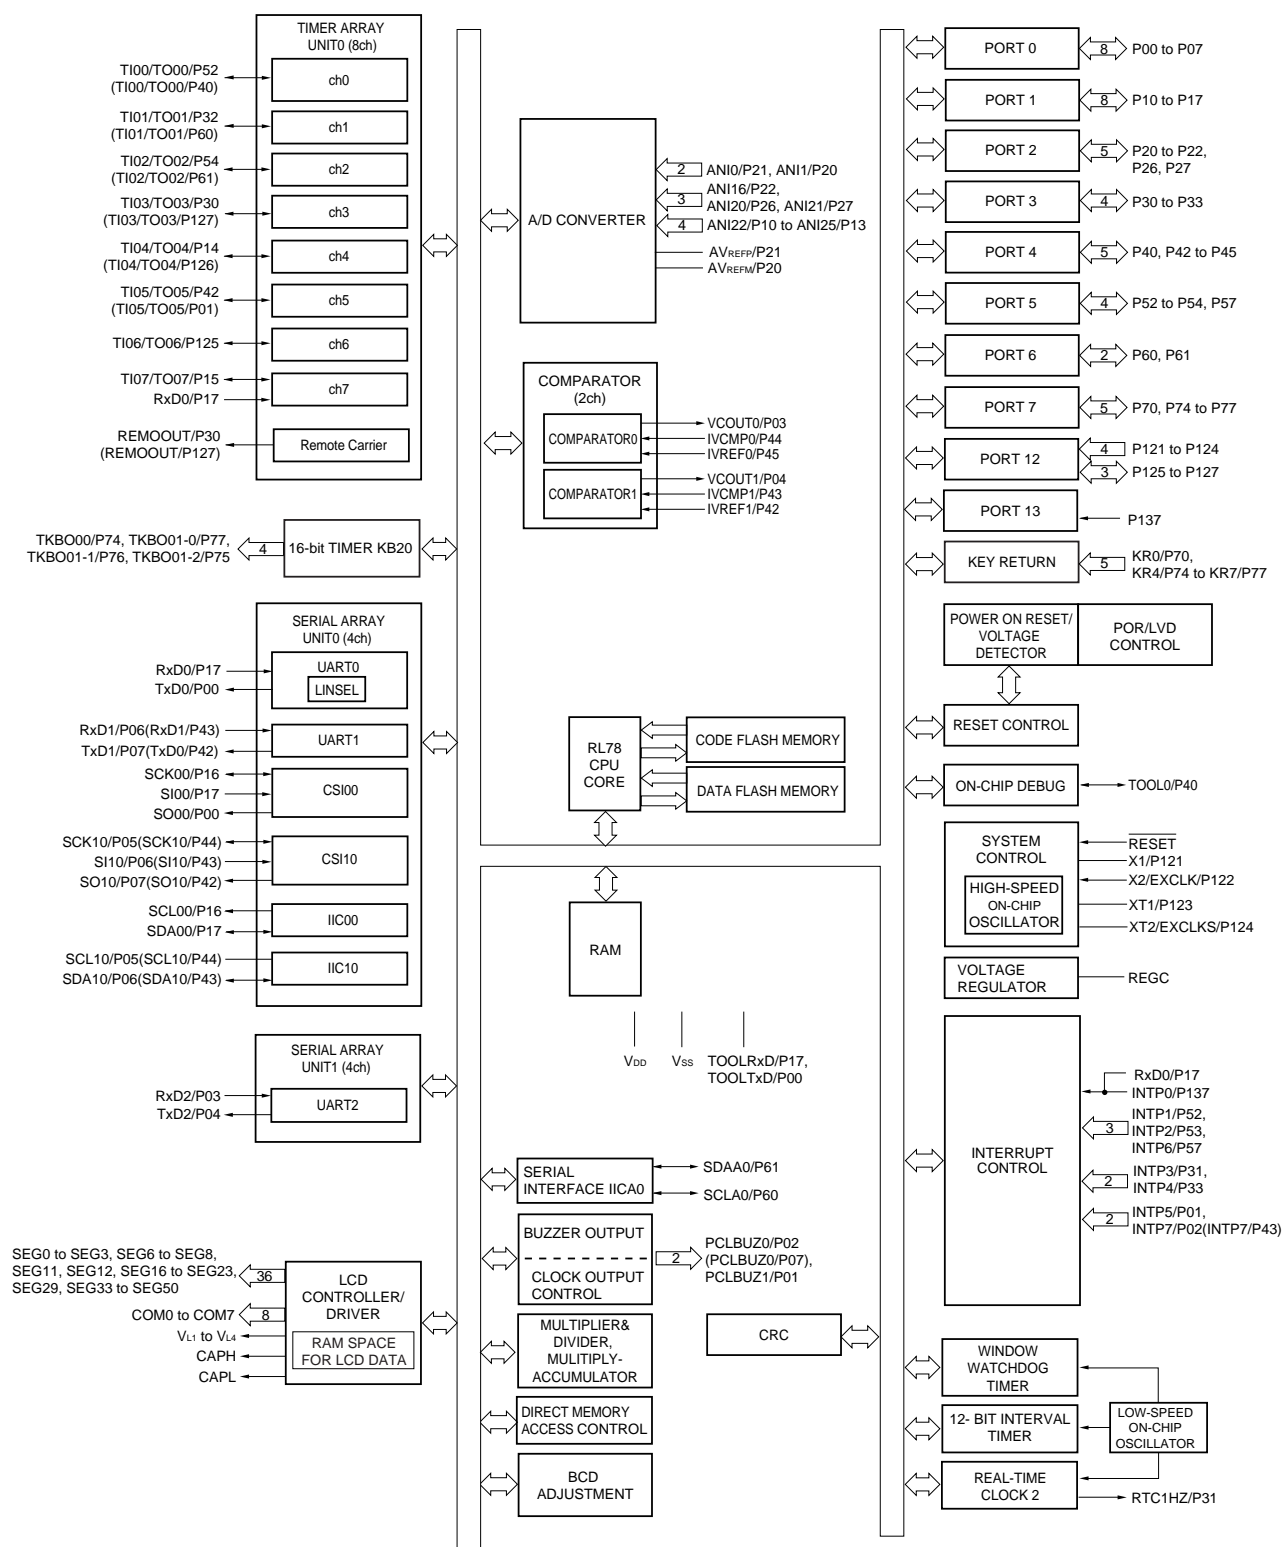 TIMER ARRAY
UNIT0 (8ch)
TI00/TO00/P52
(TI00/TO00/P40)
ch0
TI01/TO01/P32
(TI01/TO01/P60)
ch1
TI02/TO02/P54
(TI02/TO02/P61)
ch2
TI03/TO03/P30
(TI03/TO03/P127)
ch3
TI04/TO04/P14
(TI04/TO04/P126)
ch4
TI05/TO05/P42
(TI05/TO05/P01)
ch5
TI06/TO06/P125
ch6
TI07/TO07/P15
RxD0/P17
ch7
REMOOUT/P30
(REMOOUT/P127)
Remote Carrier
TKBO00/P74, TKBO01-0/P77,
TKBO01-1/P76, TKBO01-2/P75
4
16-bit TIMER KB20
SERIAL ARRAY
UNIT0 (4ch)
RxD0/P17
TxD0/P00
UART0
LINSEL
RxD1/P06(RxD1/P43)
TxD1/P07(TxD0/P42)
UART1
SCK00/P16
SI00/P17
SO00/P00
CSI00
SCK10/P05(SCK10/P44)
SI10/P06(SI10/P43)
SO10/P07(SO10/P42)
CSI10
SCL00/P16
SDA00/P17
IIC00
SCL10/P05(SCL10/P44)
SDA10/P06(SDA10/P43)
IIC10
SERIAL ARRAY
UNIT1 (4ch)
RxD2/P03
TxD2/P04
UART2
SEG0 to SEG3, SEG6 to SEG8,
SEG11, SEG12, SEG16 to SEG23,
SEG29, SEG33 to SEG50
36
COM0 to COM7
8
VL1 to VL4
CAPH
CAPL
LCD
CONTROLLER/
DRIVER
RAM SPACE
FOR LCD DATA
A/D CONVERTER
2
ANI0/P21, ANI1/P20
3
ANI16/P22,
ANI20/P26, ANI21/P27
4
ANI22/P10 to ANI25/P13
AVREFP/P21
AVREFM/P20
COMPARATOR
(2ch)
COMPARATOR0
VCOUT0/P03
IVCMP0/P44
IVREF0/P45
COMPARATOR1
VCOUT1/P04
IVCMP1/P43
IVREF1/P42
RL78
CPU
CORE
CODE FLASH MEMORY
DATA FLASH MEMORY
RAM
VDD
VSS
TOOLRxD/P17,
TOOLTxD/P00
SERIAL
INTERFACE IICA0
SDAA0/P61
SCLA0/P60
BUZZER OUTPUT
CLOCK OUTPUT
CONTROL
2
PCLBUZ0/P02
(PCLBUZ0/P07),
PCLBUZ1/P01
MULTIPLIER&
DIVIDER,
MULITIPLY-
ACCUMULATOR
DIRECT MEMORY
ACCESS CONTROL
BCD
ADJUSTMENT
CRC
PORT 0
8
P00 to P07
PORT 1
8
P10 to P17
PORT 2
5
P20 to P22,
P26, P27
PORT 3
4
P30 to P33
PORT 4
5
P40, P42 to P45
PORT 5
4
P52 to P54, P57
PORT 6
2
P60, P61
PORT 7
5
P70, P74 to P77
PORT 12
4
P121 to P124
3
P125 to P127
PORT 13
P137
KEY RETURN
5
KR0/P70,
KR4/P74 to KR7/P77
POWER ON RESET/
VOLTAGE
DETECTOR
POR/LVD
CONTROL
RESET CONTROL
ON-CHIP DEBUG
TOOL0/P40
SYSTEM
CONTROL
HIGH-SPEED
ON-CHIP
OSCILLATOR
RESET
X1/P121
X2/EXCLK/P122
XT1/P123
XT2/EXCLKS/P124
VOLTAGE
REGULATOR
REGC
INTERRUPT
CONTROL
RxD0/P17
INTP0/P137
3
INTP1/P52,
INTP2/P53,
INTP6/P57
2
INTP3/P31,
INTP4/P33
2
INTP5/P01,
INTP7/P02(INTP7/P43)
WINDOW
WATCHDOG
TIMER
12- BIT INTERVAL
TIMER
LOW-SPEED
ON-CHIP
OSCILLATOR
REAL-TIME
CLOCK 2
RTC1HZ/P31